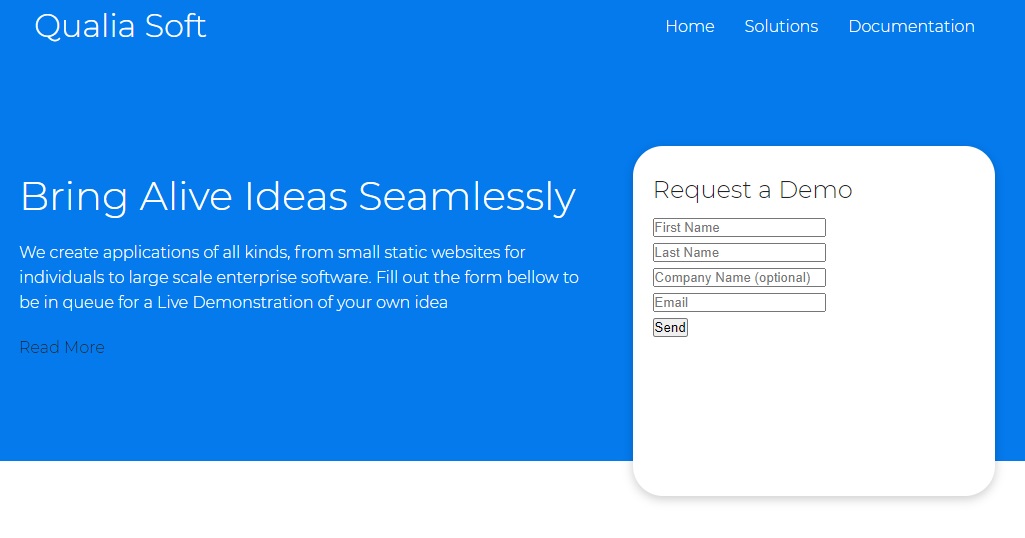 Qualia Soft
Home Solutions Documentation
Bring Alive Ideas Seamlessly
We create applications of all kinds, from small static websites for
individuals to large scale enterprise software. Fill out the form bellow to
be in queue for a Live Demonstration of your own idea
Read More
Request a Demo
First Name
Last Name
Company Name (optional)
Email
Send